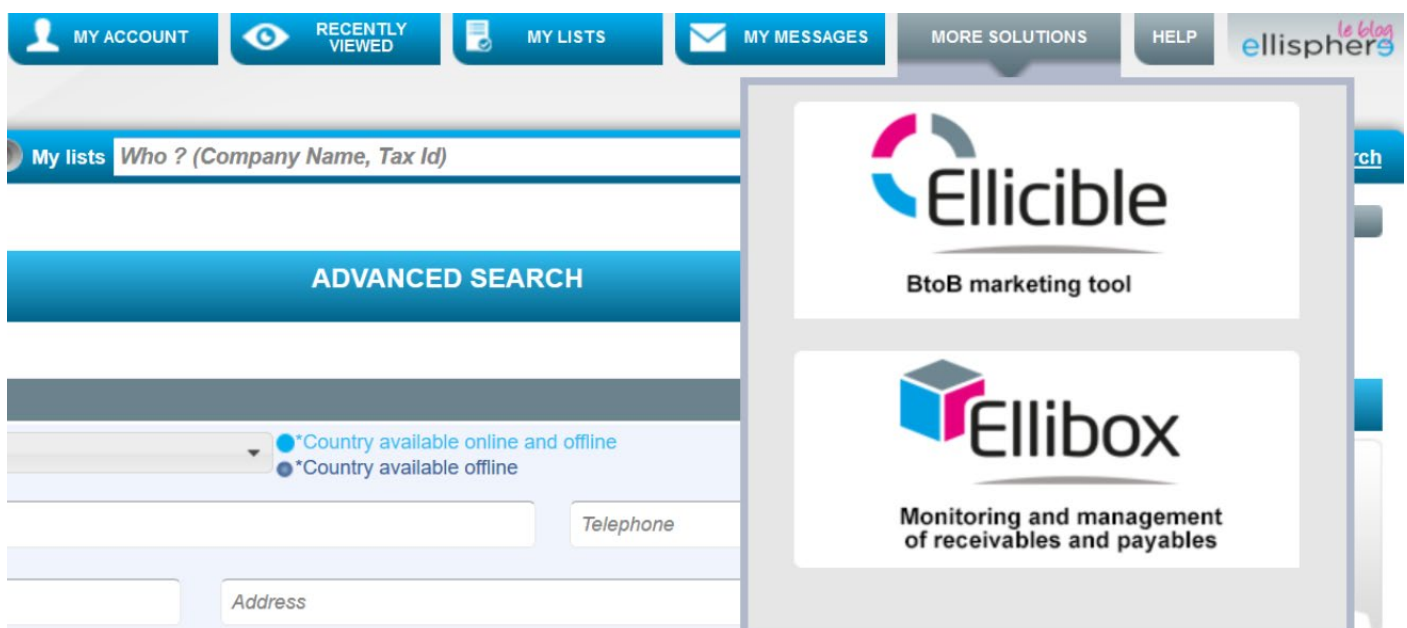 MY ACCOUNT
RECENTLY
VIEWED
MY LISTS
MY MESSAGES
MORE SOLUTIONS
HELP
le blog
ellisphere
My lists
Who ? (Company Name, Tax Id)
rch
Ellicible
BtoB marketing tool
ADVANCED SEARCH
Ellibox
Monitoring and management
of receivables and payables
*Country available online and offline
*Country available offline
Telephone
Address